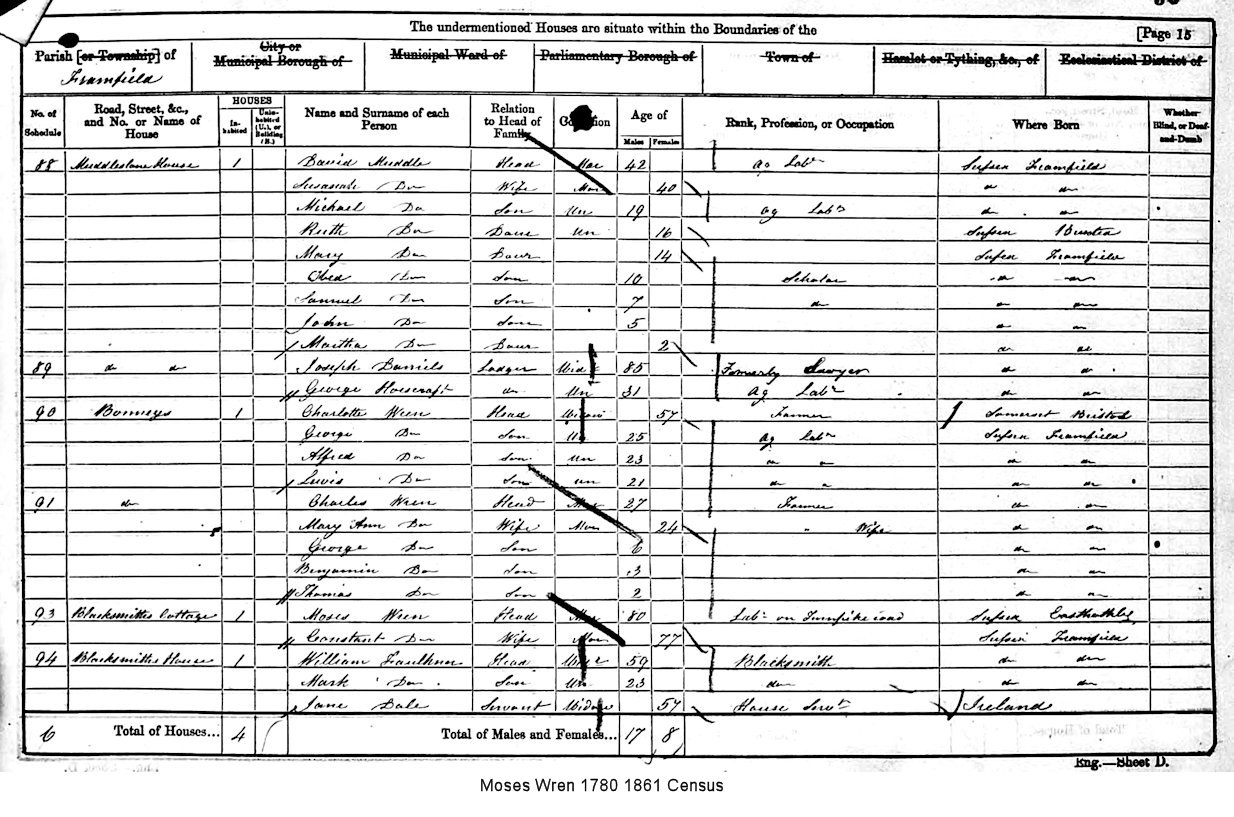 The undermentioned Houses are situate within the Boundaries of the
[Page 15
Parish [or Township] of
Framfield
City or Municipal Borough of
Municipal Ward of
Parliamentary Borough of
Town of
Hamlet or Tything, &c., of
Ecclesiastical District of
No. of Schedule
Road, Street, &c., and No. or Name of House
HOUSES
Inhabited
Uninhabited (U.), or Building (B.)
Name and Surname of each Person
Relation to Head of Family
Condition
Age of
Males Females
Rank, Profession, or Occupation
Where Born
Whether Blind, or Deaf-and-Dumb
88 House 1 David Muddle Head Mar 42 Ag Labr Sussex Framfield
Susannah Do Wife Mar 40 do do
Michael Do Son Un 19 Ag Labr do do
Ruth Do Daur Un 16 Sussex Buxted
Mary Do Daur 14 Sussex Framfield
Obed Do Son 10 Scholar do do
Samuel Do Son 7 do do do
John Do Son 5 do do
Martha Do Daur 2 do do
89 do do Joseph Daniels Lodger Widr 85 Formerly Sawyer do do
George do Un 31 Ag Labr do do
90 Bonneys 1 Charlotte Wren Head Widow 57 Farmer Somerset Bristol
George Do Son Un 25 Ag Labr Sussex Framfield
Alfred Do Son Un 23 do do do do
Lewis Do Son Un 21 do do do do
91 do Charles Wren Head Mar 27 Farmer do do
Mary Ann Do Wife Mar 24 " Wife do do
George Do Son 6 do do
Benjamin Do Son 3 do do
Thomas Do Son 2 do do
93 Blacksmiths Cottage 1 Moses Wren Head Mar 80 Labr on Turnpike road Sussex Easthothly
Constant Do Wife Mar 77 Sussex Framfield
94 Blacksmiths House 1 William Faulkner Head Widr 59 Blacksmith do do
Mark Do Son Un 23 do do do
Jane Dale Servant Widow 57 House Servt Ireland
6 Total of Houses... 4 Total of Males and Females... 17 8
Eng.—Sheet D.
Moses Wren 1780 1861 Census